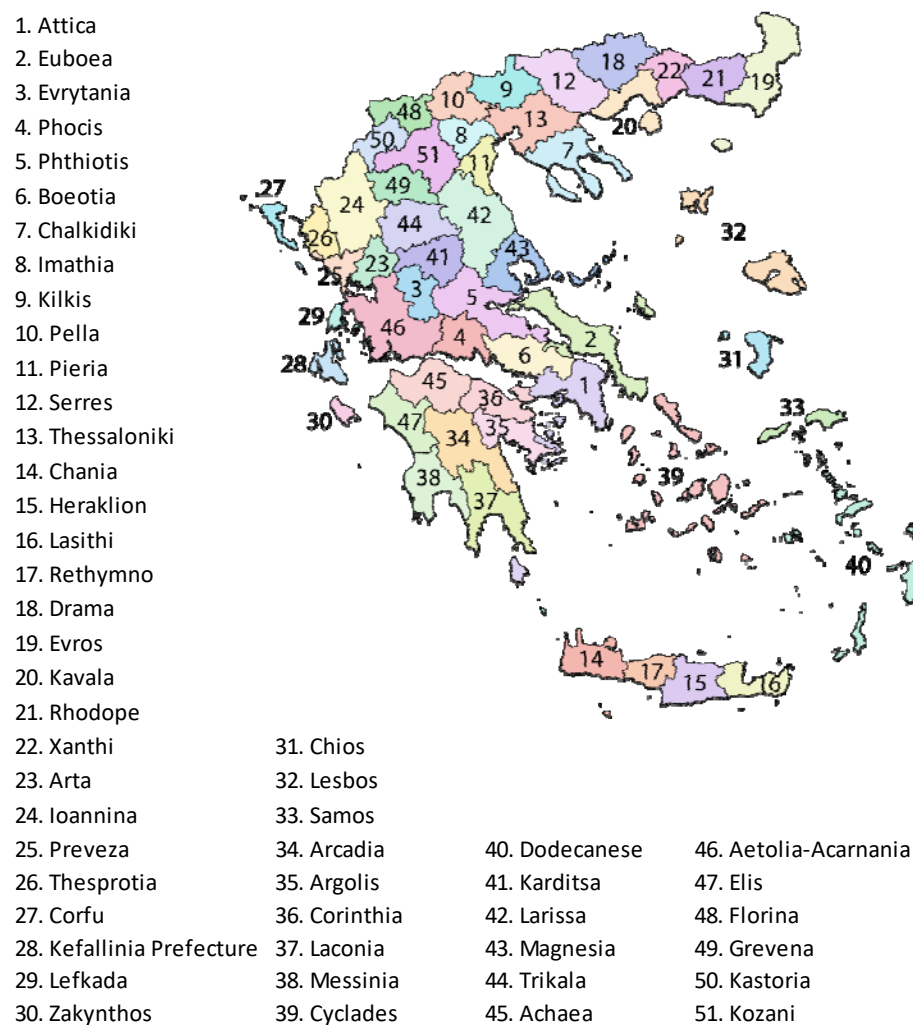 1. Attica
2. Euboea
3. Evrytania
4. Phocis
5. Phthiotis
6. Boeotia
7. Chalkidiki
8. Imathia
9. Kilkis
10. Pella
11. Pieria
12. Serres
13. Thessaloniki
14. Chania
15. Heraklion
16. Lasithi
17. Rethymno
18. Drama
19. Evros
20. Kavala
21. Rhodope
22. Xanthi
23. Arta
24. Ioannina
25. Preveza
26. Thesprotia
27. Corfu
28. Kefallinia Prefecture
29. Lefkada
30. Zakynthos
31. Chios
32. Lesbos
33. Samos
34. Arcadia
35. Argolis
36. Corinthia
37. Laconia
38. Messinia
39. Cyclades
40. Dodecanese
41. Karditsa
42. Larissa
43. Magnesia
44. Trikala
45. Achaea
46. Aetolia-Acarnania
47. Elis
48. Florina
49. Grevena
50. Kastoria
51. Kozani
18
22
12
21
19
9
10
48
13
20
8
50
51
11
7
27
49
24
42
32
26
44
23
41
43
25
3
5
29
46
4
2
6
28
31
45
1
36
30
47
34
35
33
38
37
39
40
14
17
15
16